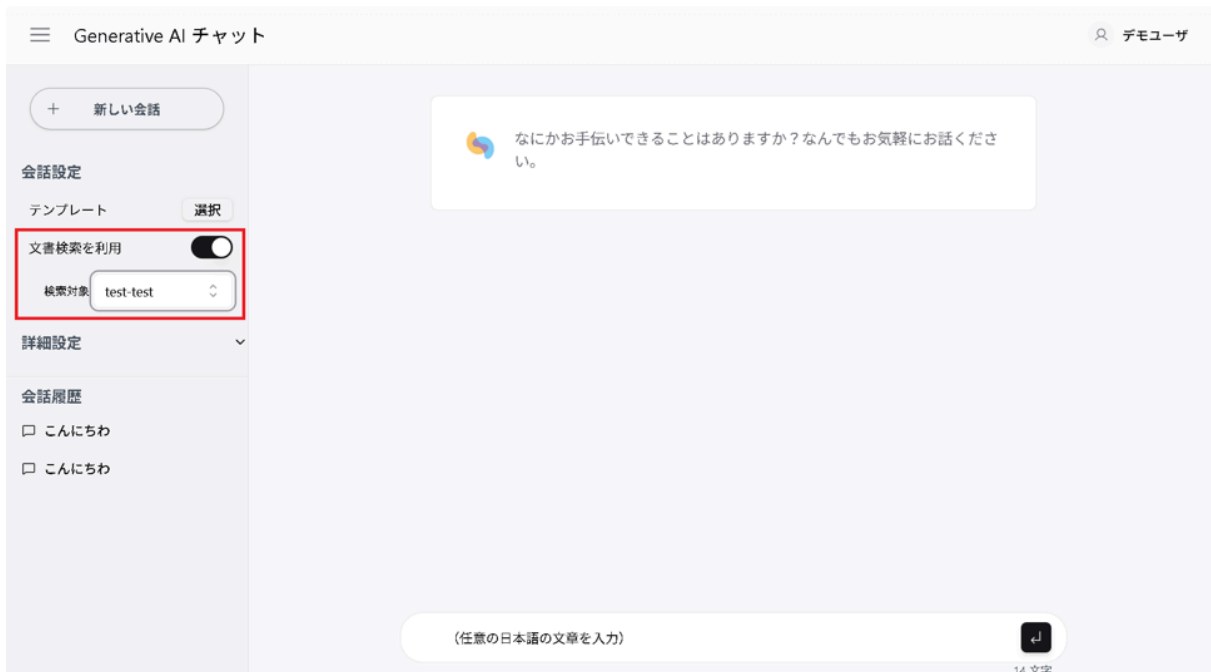 Generative AI チャット
デモユーザ
新しい会話
会話設定
テンプレート 選択
文書検索を利用
検索対象 test-test
詳細設定
会話履歴
こんにちわ
こんにちわ
なにかお手伝いできることはありますか？なんでもお気軽にお話くださ
い。
（任意の日本語の文章を入力）
14 文字